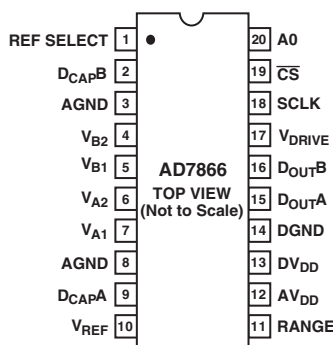 REF SELECT 1
DCAPB 2
AGND 3
VB2 4
VB1 5
VA2 6
VA1 7
AGND 8
DCAPA 9
VREF 10
AD7866
TOP VIEW
(Not to Scale)
20 A0
19 CS
18 SCLK
17 VDRIVE
16 DOUTB
15 DOUTA
14 DGND
13 DVDD
12 AVDD
11 RANGE